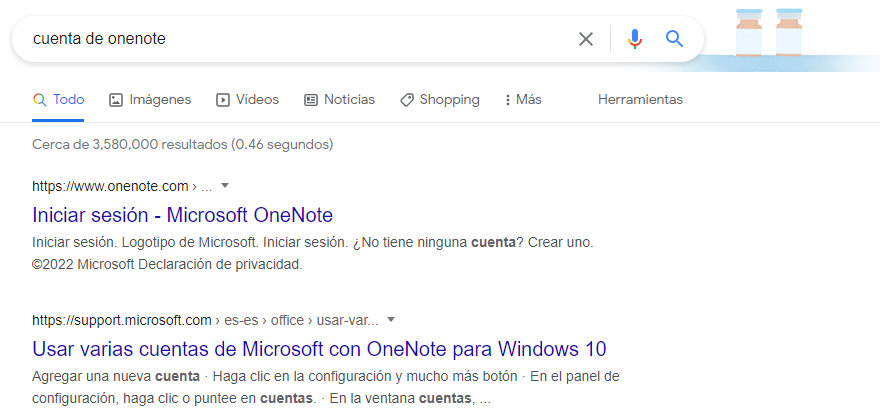 cuenta de onenote
Todo Imágenes Vídeos Noticias Shopping Más Herramientas
Cerca de 3,580,000 resultados (0.46 segundos)
https://www.onenote.com › ...
Iniciar sesión - Microsoft OneNote
Iniciar sesión. Logotipo de Microsoft. Iniciar sesión. ¿No tiene ninguna cuenta? Crear uno.
©2022 Microsoft Declaración de privacidad.
https://support.microsoft.com › es-es › office › usar-var...
Usar varias cuentas de Microsoft con OneNote para Windows 10
Agregar una nueva cuenta · Haga clic en la configuración y mucho más botón · En el panel de
configuración, haga clic o puntee en cuentas. · En la ventana cuentas, ...